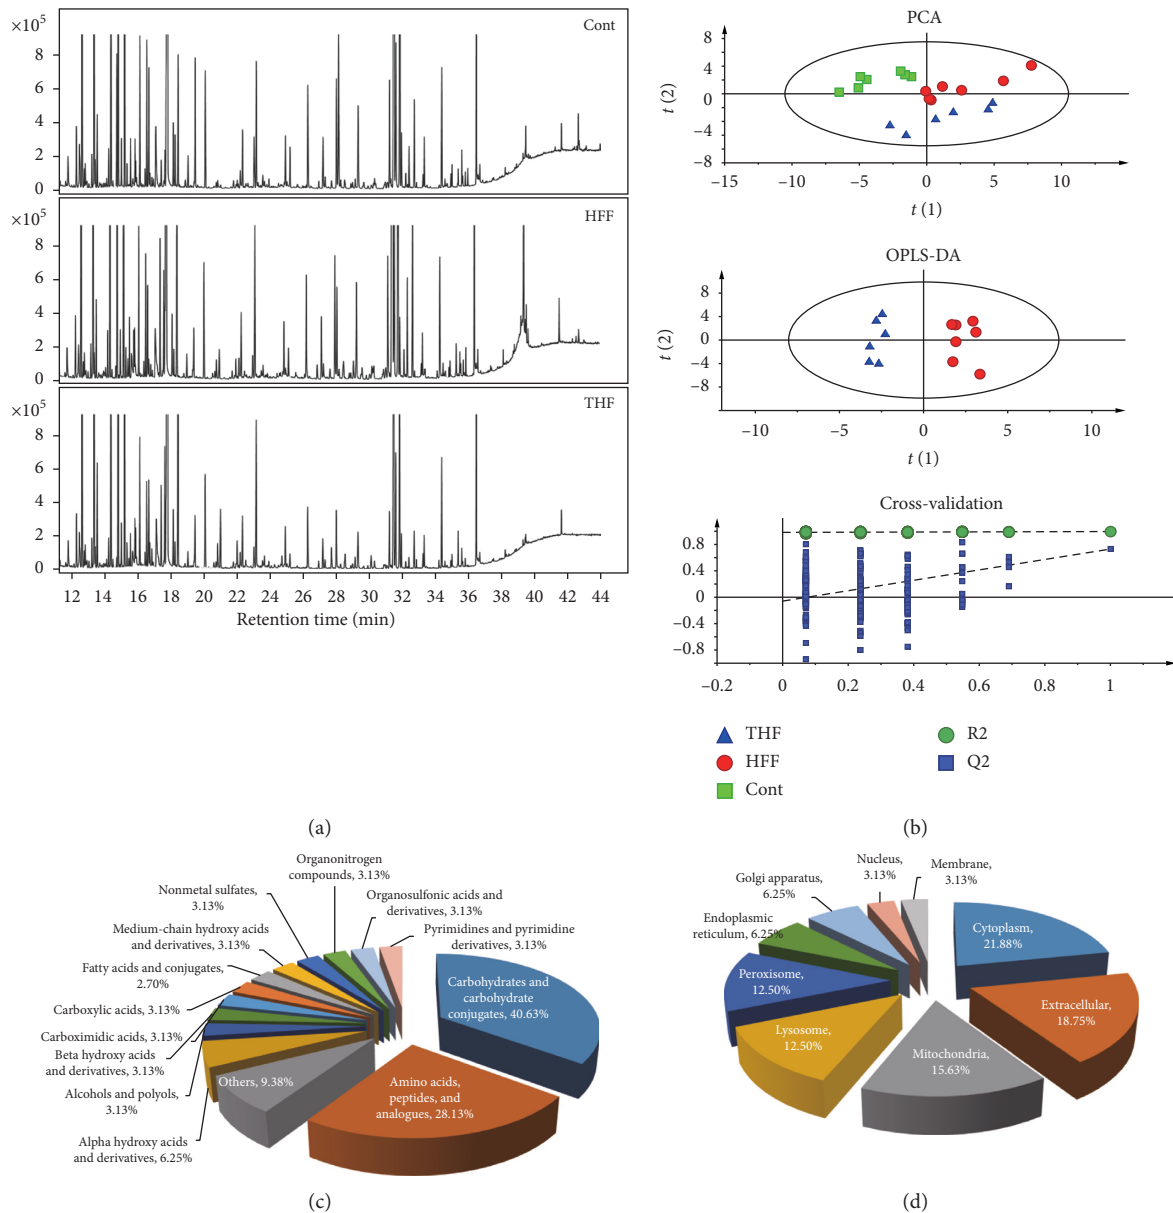 ×10⁵
Cont
8
6
4
2
0
×10⁵
HFF
8
6
4
2
0
×10⁵
THF
8
6
4
2
0
12 14 16 18 20 22 24 26 28 30 32 34 36 38 40 42 44
Retention time (min)
(a)
PCA
8
4
0
−4
−8
t (2)
−15 −10 −5 0 5 10
t (1)
OPLS-DA
8
4
0
−4
−8
t (2)
−10 −5 0 5 10
t (1)
Cross-validation
0.8
0.4
0
−0.4
−0.8
−0.2 0 0.2 0.4 0.6 0.8 1
THF
HFF
Cont
R2
Q2
(b)
Organonitrogen
compounds, 3.13%
Nonmetal sulfates,
3.13%
Organosulfonic acids and
derivatives, 3.13%
Medium-chain hydroxy acids
and derivatives, 3.13%
Pyrimidines and pyrimidine
derivatives, 3.13%
Fatty acids and conjugates,
2.70%
Carbohydrates and
carbohydrate
conjugates, 40.63%
Carboxylic acids, 3.13%
Carboximidic acids, 3.13%
Beta hydroxy acids
and derivatives, 3.13%
Others, 9.38%
Amino acids,
peptides, and
analogues, 28.13%
Alcohols and polyols,
3.13%
Alpha hydroxy acids
and derivatives, 6.25%
(c)
Nucleus,
3.13%
Membrane,
3.13%
Golgi apparatus,
6.25%
Endoplasmic
reticulum, 6.25%
Cytoplasm,
21.88%
Peroxisome,
12.50%
Extracellular,
18.75%
Lysosome,
12.50%
Mitochondria,
15.63%
(d)